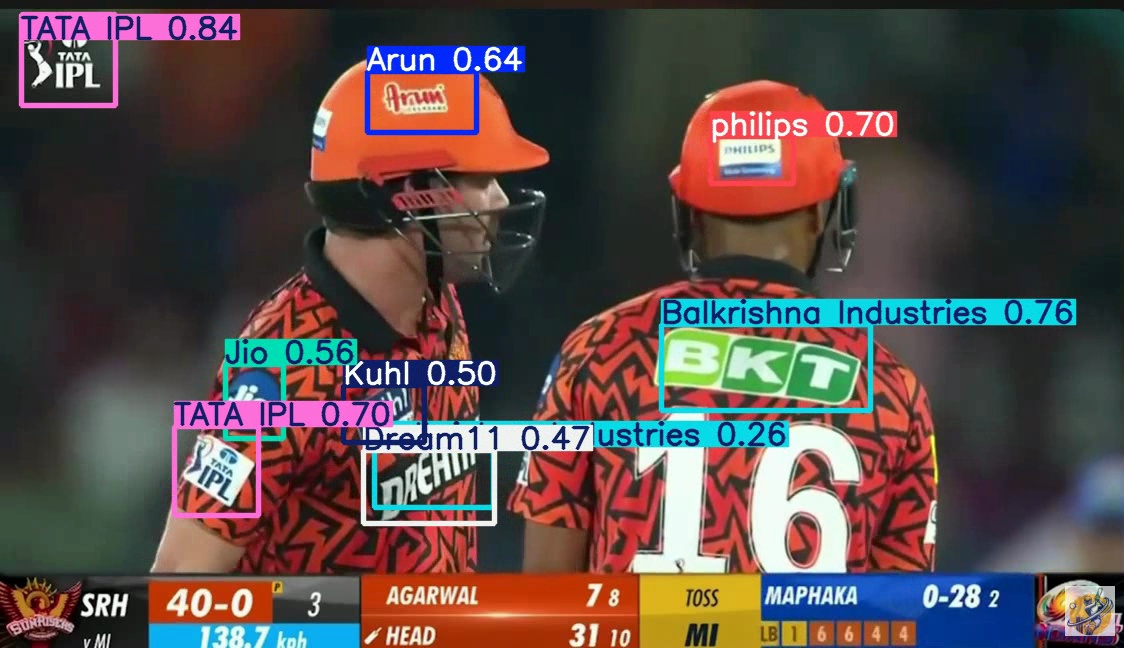 TATA IPL 0.84
TATA
IPL
Arun 0.64
Arun
philips 0.70
PHILIPS
Balkrishna Industries 0.76
BKT
Jio 0.56
Jio
Kuhl 0.50
TATA IPL 0.70
TATA
IPL
Dream11 0.47
ustries 0.26
DREAM
16
SUNRISERS
SRH
v MI
40-0
P
3
138.7 kph
AGARWAL 7 8
HEAD 31 10
TOSS
MI
MAPHAKA 0-28 2
LB 1 6 6 4 4